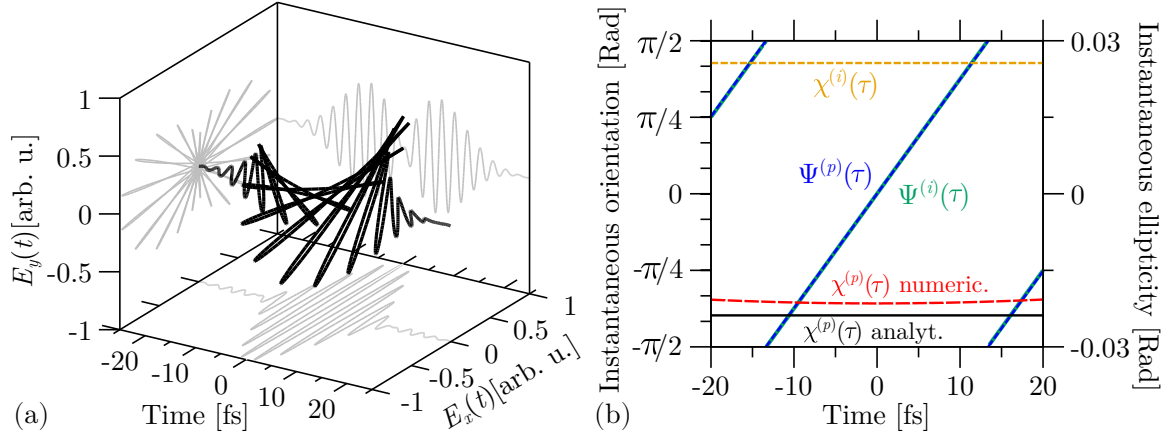 1
0.5
0
-0.5
-1
E_y(t)[arb. u.]
-20
-10
0
10
20
Time [fs]
-1
-0.5
0
0.5
1
E_x(t)[arb. u.]
(a)
Instantaneous orientation [Rad]
π/2
π/4
0
-π/4
-π/2
χ^(i)(τ)
Ψ^(p)(τ)
Ψ^(i)(τ)
χ^(p)(τ) numeric.
χ^(p)(τ) analyt.
0.03
0
-0.03
Instantaneous ellipticity [Rad]
-20
-10
0
10
20
Time [fs]
(b)